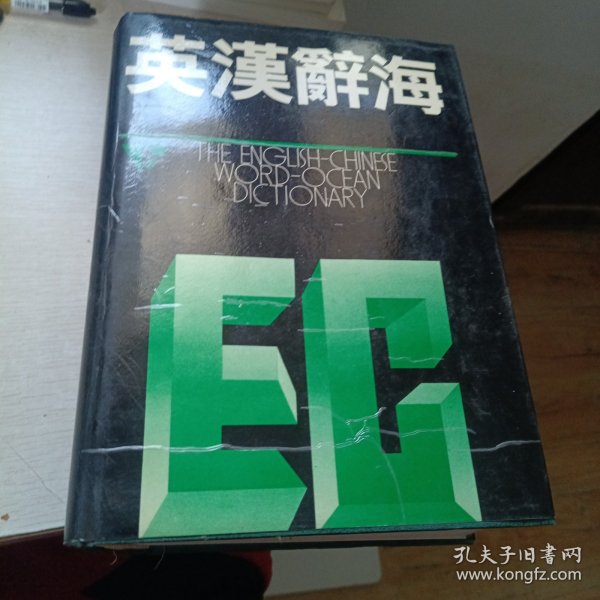 英漢辭海
THE ENGLISH-CHINESE
WORD-OCEAN
DICTIONARY
EC
孔夫子旧书网
www.kongfz.com